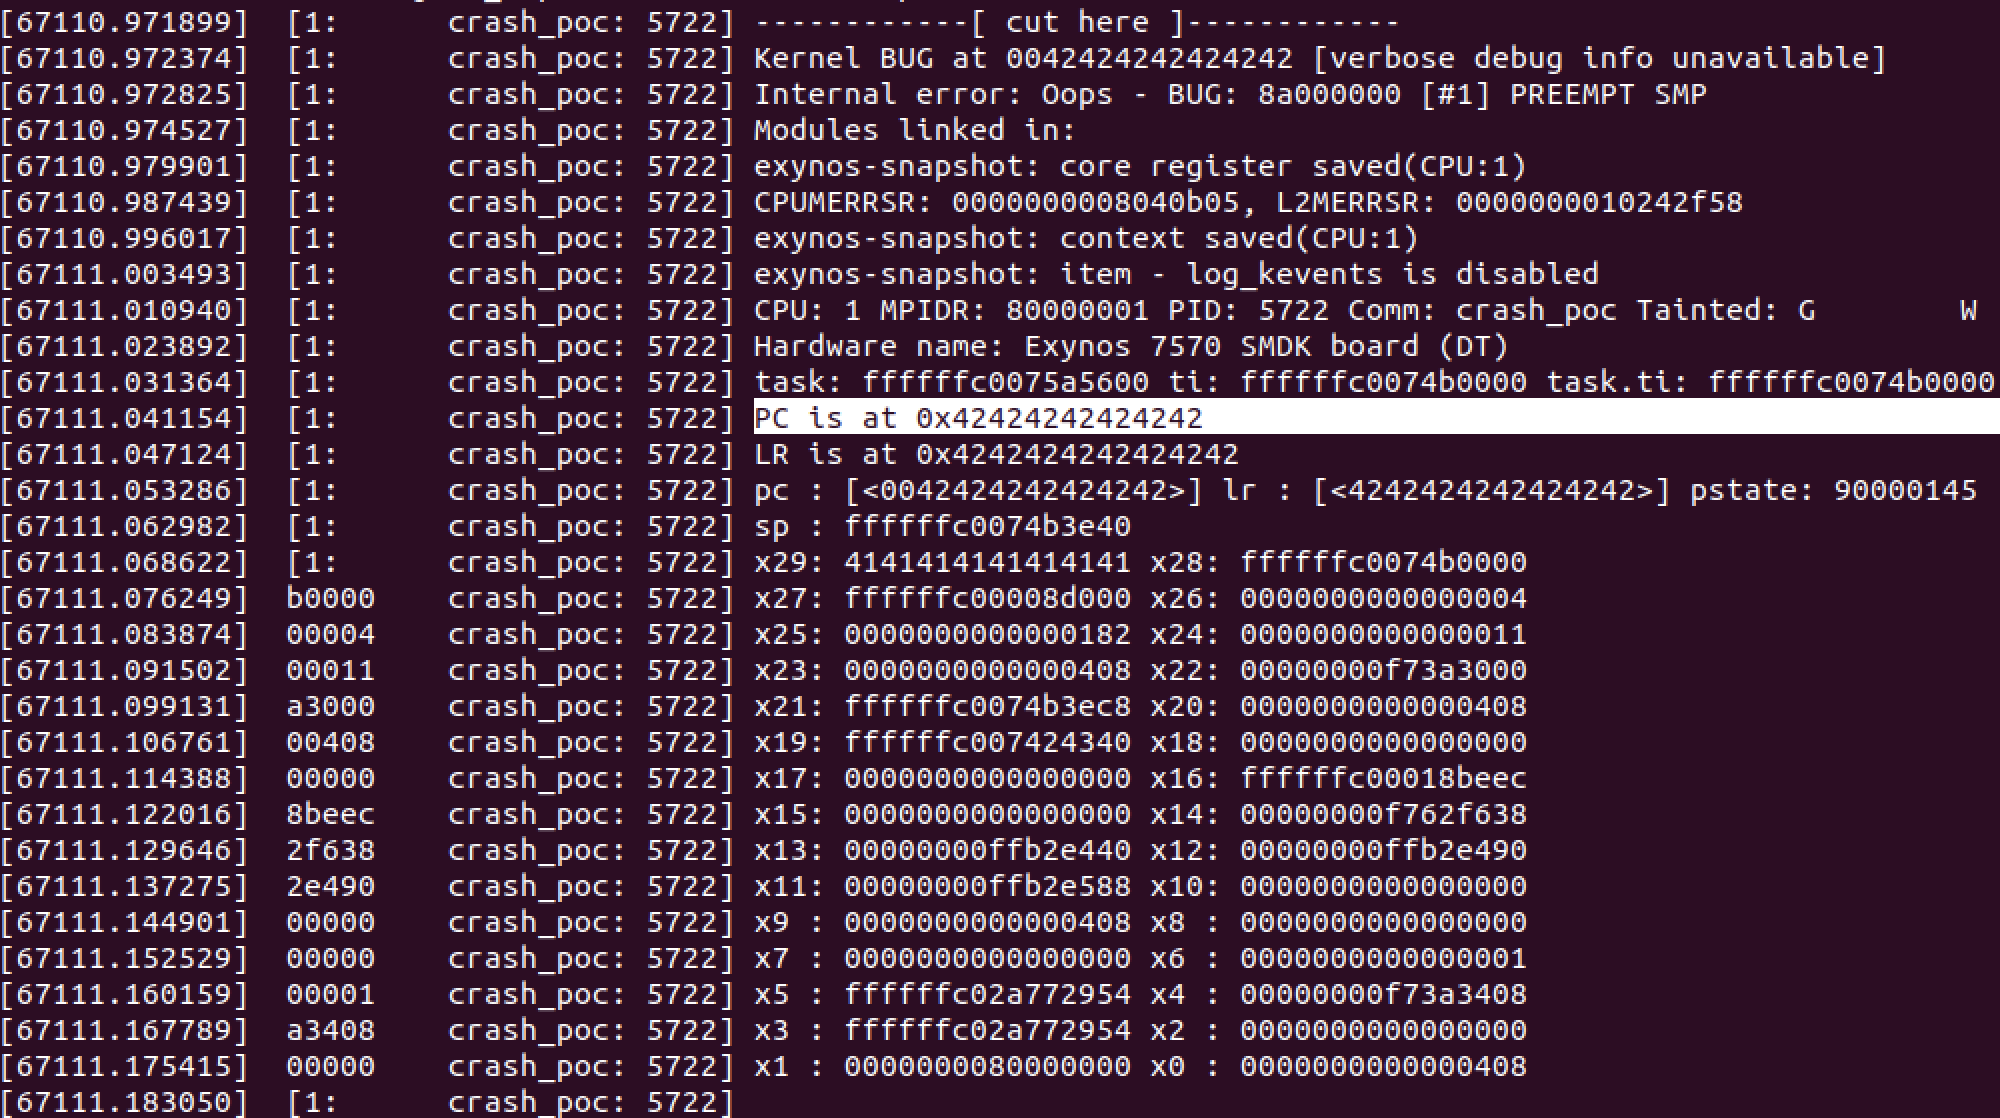 [67110.971899]  [1:      crash_poc: 5722] ------------[ cut here ]------------
[67110.972374]  [1:      crash_poc: 5722] Kernel BUG at 0042424242424242 [verbose debug info unavailable]
[67110.972825]  [1:      crash_poc: 5722] Internal error: Oops - BUG: 8a000000 [#1] PREEMPT SMP
[67110.974527]  [1:      crash_poc: 5722] Modules linked in:
[67110.979901]  [1:      crash_poc: 5722] exynos-snapshot: core register saved(CPU:1)
[67110.987439]  [1:      crash_poc: 5722] CPUMERRSR: 0000000008040b05, L2MERRSR: 0000000010242f58
[67110.996017]  [1:      crash_poc: 5722] exynos-snapshot: context saved(CPU:1)
[67111.003493]  [1:      crash_poc: 5722] exynos-snapshot: item - log_kevents is disabled
[67111.010940]  [1:      crash_poc: 5722] CPU: 1 MPIDR: 80000001 PID: 5722 Comm: crash_poc Tainted: G        W
[67111.023892]  [1:      crash_poc: 5722] Hardware name: Exynos 7570 SMDK board (DT)
[67111.031364]  [1:      crash_poc: 5722] task: ffffffc0075a5600 ti: ffffffc0074b0000 task.ti: ffffffc0074b0000
[67111.041154]  [1:      crash_poc: 5722] PC is at 0x42424242424242
[67111.047124]  [1:      crash_poc: 5722] LR is at 0x4242424242424242
[67111.053286]  [1:      crash_poc: 5722] pc : [<0042424242424242>] lr : [<4242424242424242>] pstate: 90000145
[67111.062982]  [1:      crash_poc: 5722] sp : ffffffc0074b3e40
[67111.068622]  [1:      crash_poc: 5722] x29: 4141414141414141 x28: ffffffc0074b0000
[67111.076249]  b0000    crash_poc: 5722] x27: ffffffc00008d000 x26: 0000000000000004
[67111.083874]  00004    crash_poc: 5722] x25: 0000000000000182 x24: 0000000000000011
[67111.091502]  00011    crash_poc: 5722] x23: 0000000000000408 x22: 00000000f73a3000
[67111.099131]  a3000    crash_poc: 5722] x21: ffffffc0074b3ec8 x20: 0000000000000408
[67111.106761]  00408    crash_poc: 5722] x19: ffffffc007424340 x18: 0000000000000000
[67111.114388]  00000    crash_poc: 5722] x17: 0000000000000000 x16: ffffffc00018beec
[67111.122016]  8beec    crash_poc: 5722] x15: 0000000000000000 x14: 00000000f762f638
[67111.129646]  2f638    crash_poc: 5722] x13: 00000000ffb2e440 x12: 00000000ffb2e490
[67111.137275]  2e490    crash_poc: 5722] x11: 00000000ffb2e588 x10: 0000000000000000
[67111.144901]  00000    crash_poc: 5722] x9 : 0000000000000408 x8 : 0000000000000000
[67111.152529]  00000    crash_poc: 5722] x7 : 0000000000000000 x6 : 0000000000000001
[67111.160159]  00001    crash_poc: 5722] x5 : ffffffc02a772954 x4 : 00000000f73a3408
[67111.167789]  a3408    crash_poc: 5722] x3 : ffffffc02a772954 x2 : 0000000000000000
[67111.175415]  00000    crash_poc: 5722] x1 : 0000000080000000 x0 : 0000000000000408
[67111.183050]  [1:      crash_poc: 5722]